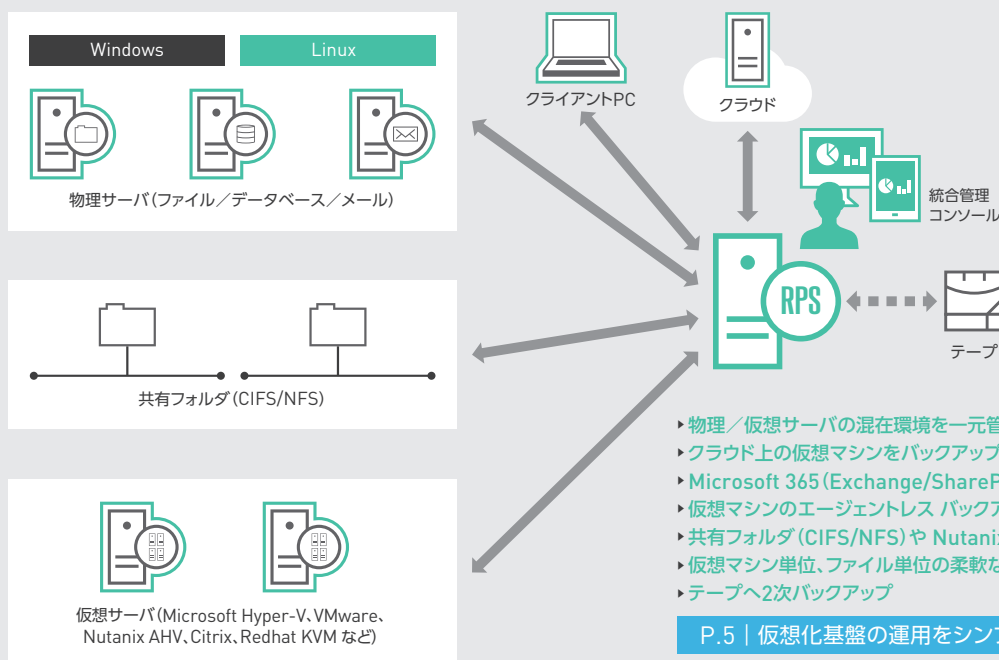 Windows
Linux
物理サーバ（ファイル／データベース／メール）
共有フォルダ（CIFS/NFS）
仮想サーバ（Microsoft Hyper-V、VMware、
Nutanix AHV、Citrix、Redhat KVM など）
クライアントPC
クラウド
統合管理
コンソール
RPS
テープ
▸物理／仮想サーバの混在環境を一元管
▸クラウド上の仮想マシンをバックアップ
▸Microsoft 365（Exchange/ShareP
▸仮想マシンのエージェントレス バックア
▸共有フォルダ（CIFS/NFS）や Nutanix
▸仮想マシン単位、ファイル単位の柔軟な
▸テープへ2次バックアップ
P.5｜仮想化基盤の運用をシンプ